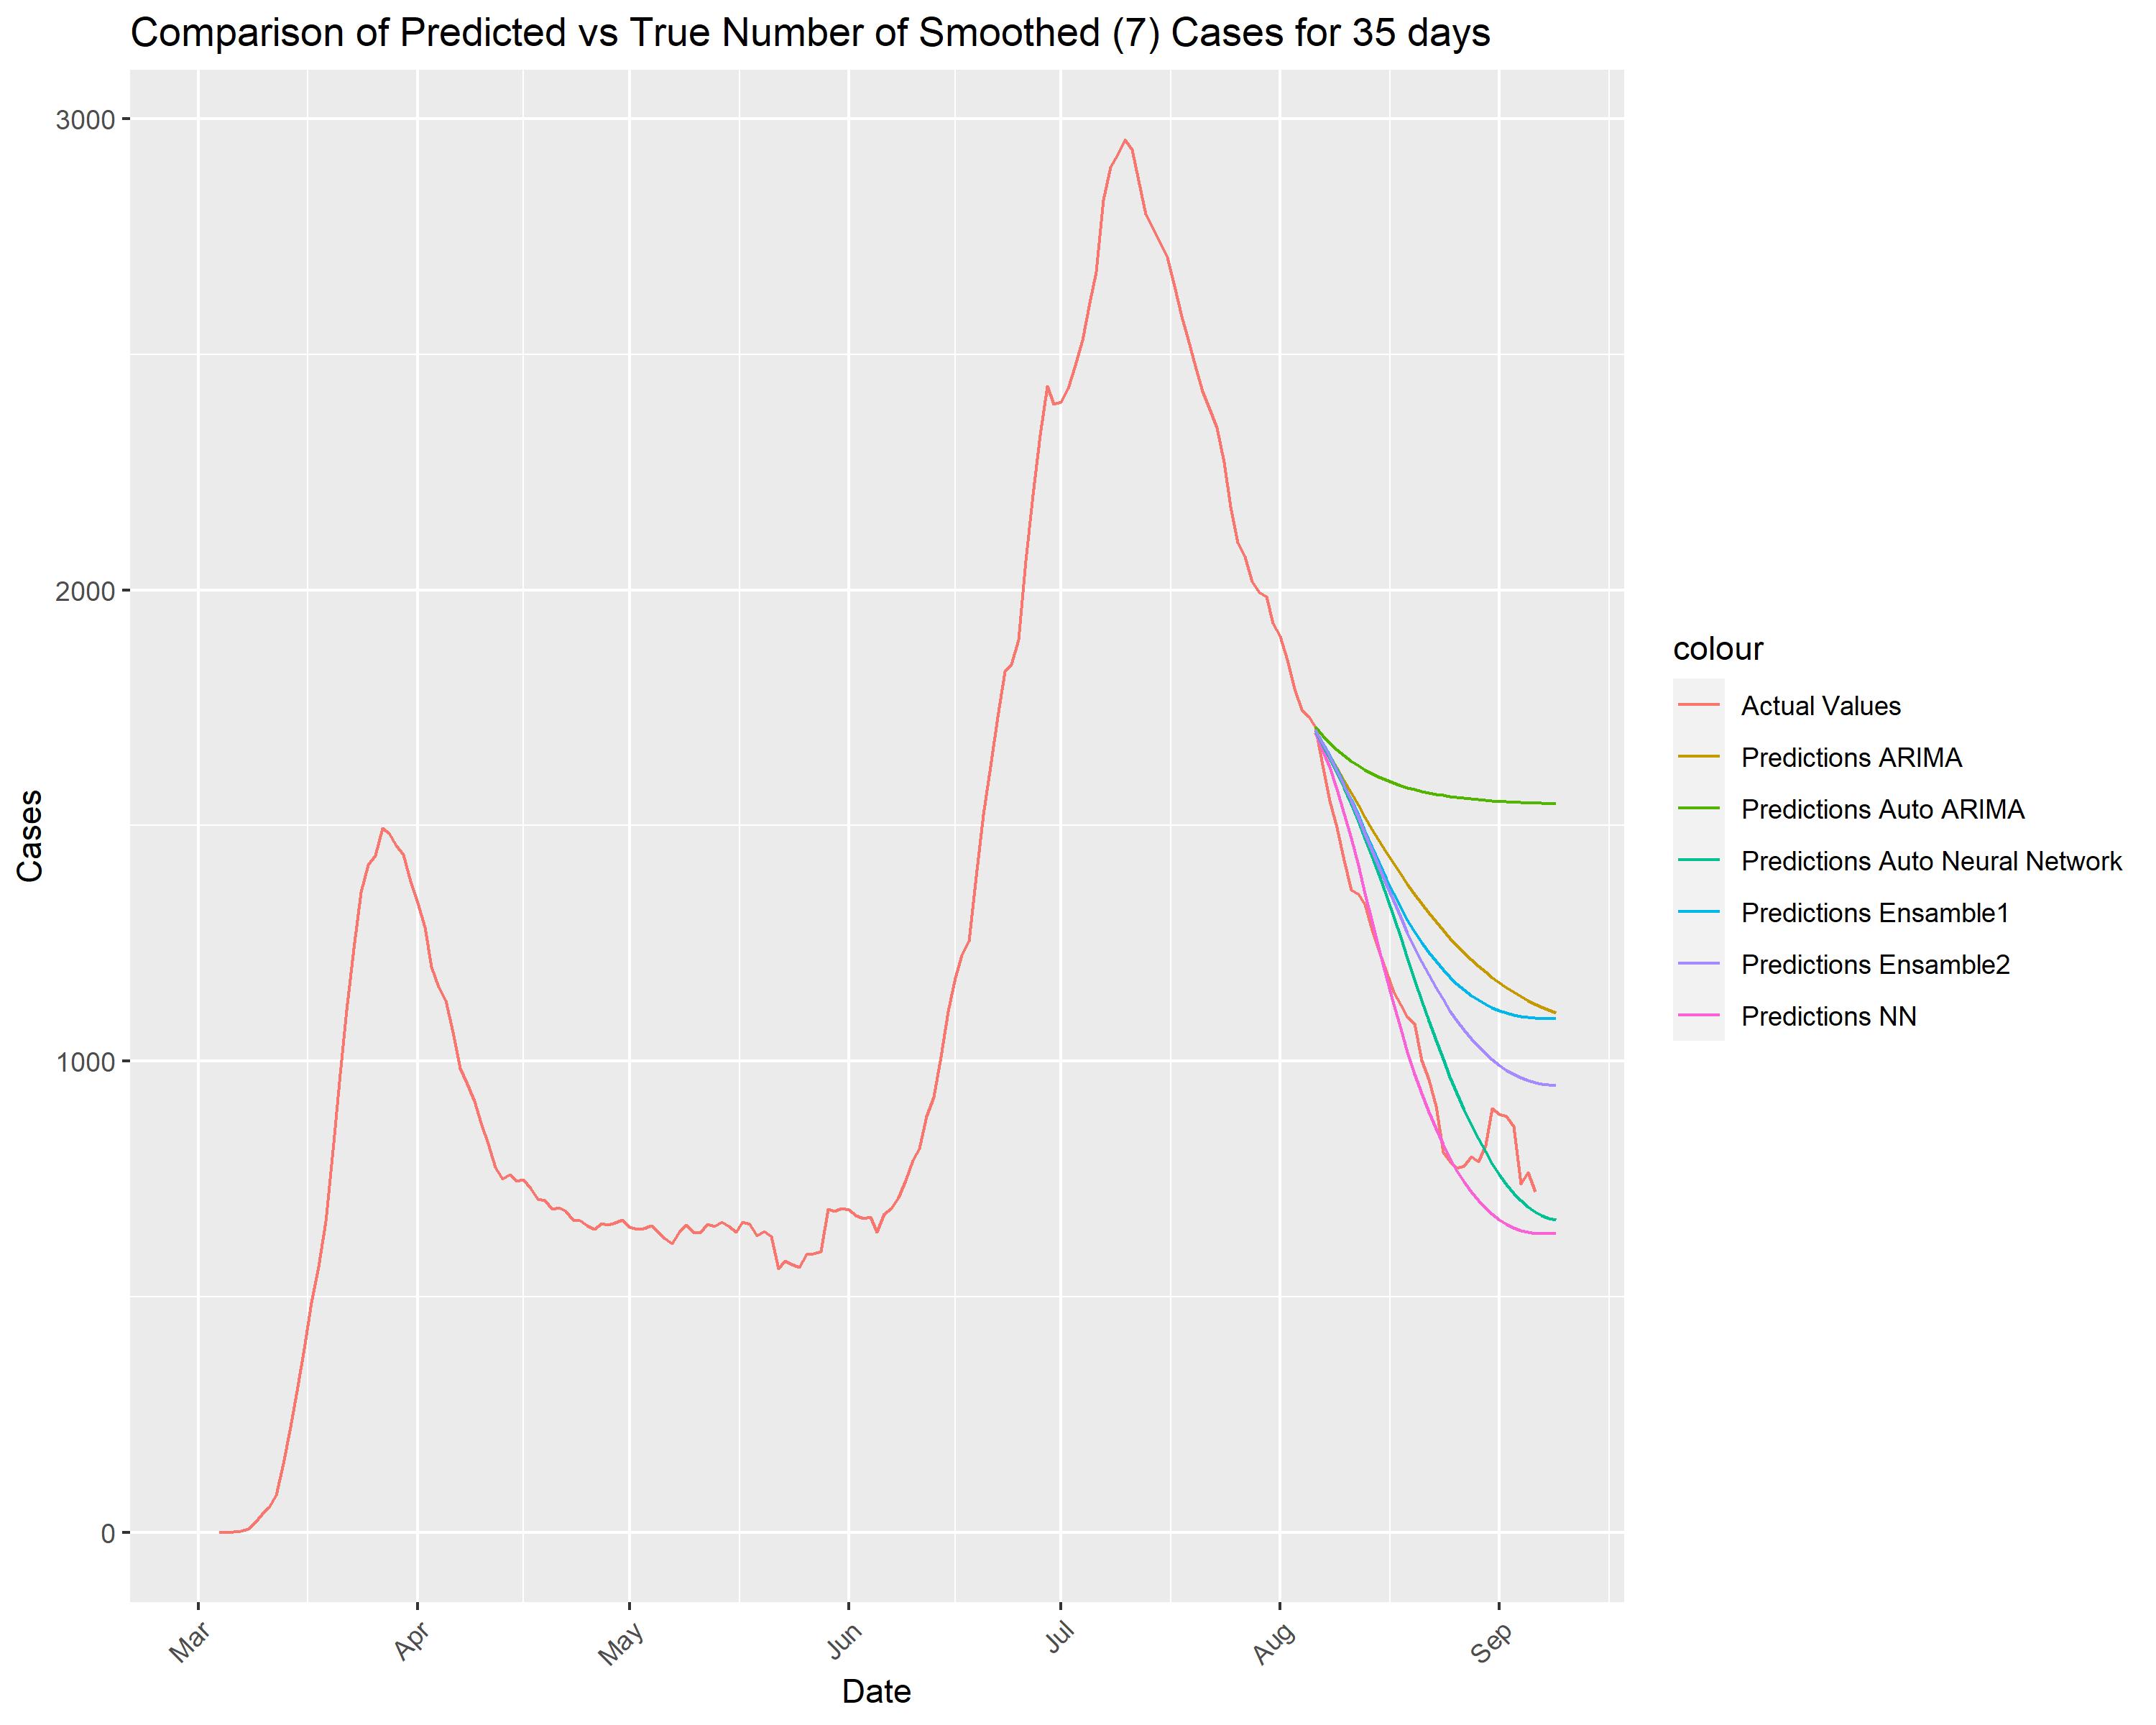 Comparison of Predicted vs True Number of Smoothed (7) Cases for 35 days
3000
2000
1000
0
Cases
Mar
Apr
May
Jun
Jul
Aug
Sep
Date
colour
Actual Values
Predictions ARIMA
Predictions Auto ARIMA
Predictions Auto Neural Network
Predictions Ensamble1
Predictions Ensamble2
Predictions NN